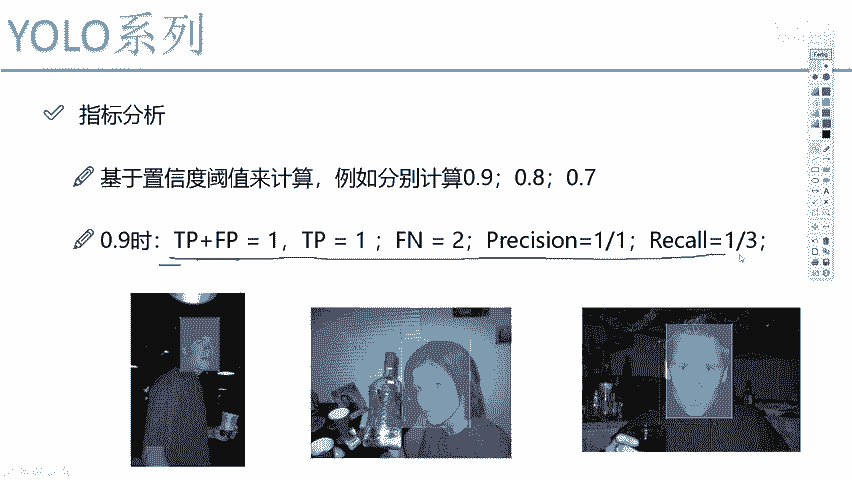 YOLO系列
指标分析
基于置信度阈值来计算，例如分别计算0.9；0.8；0.7
0.9时：TP+FP = 1，TP = 1 ；FN = 2；Precision=1/1；Recall=1/3；